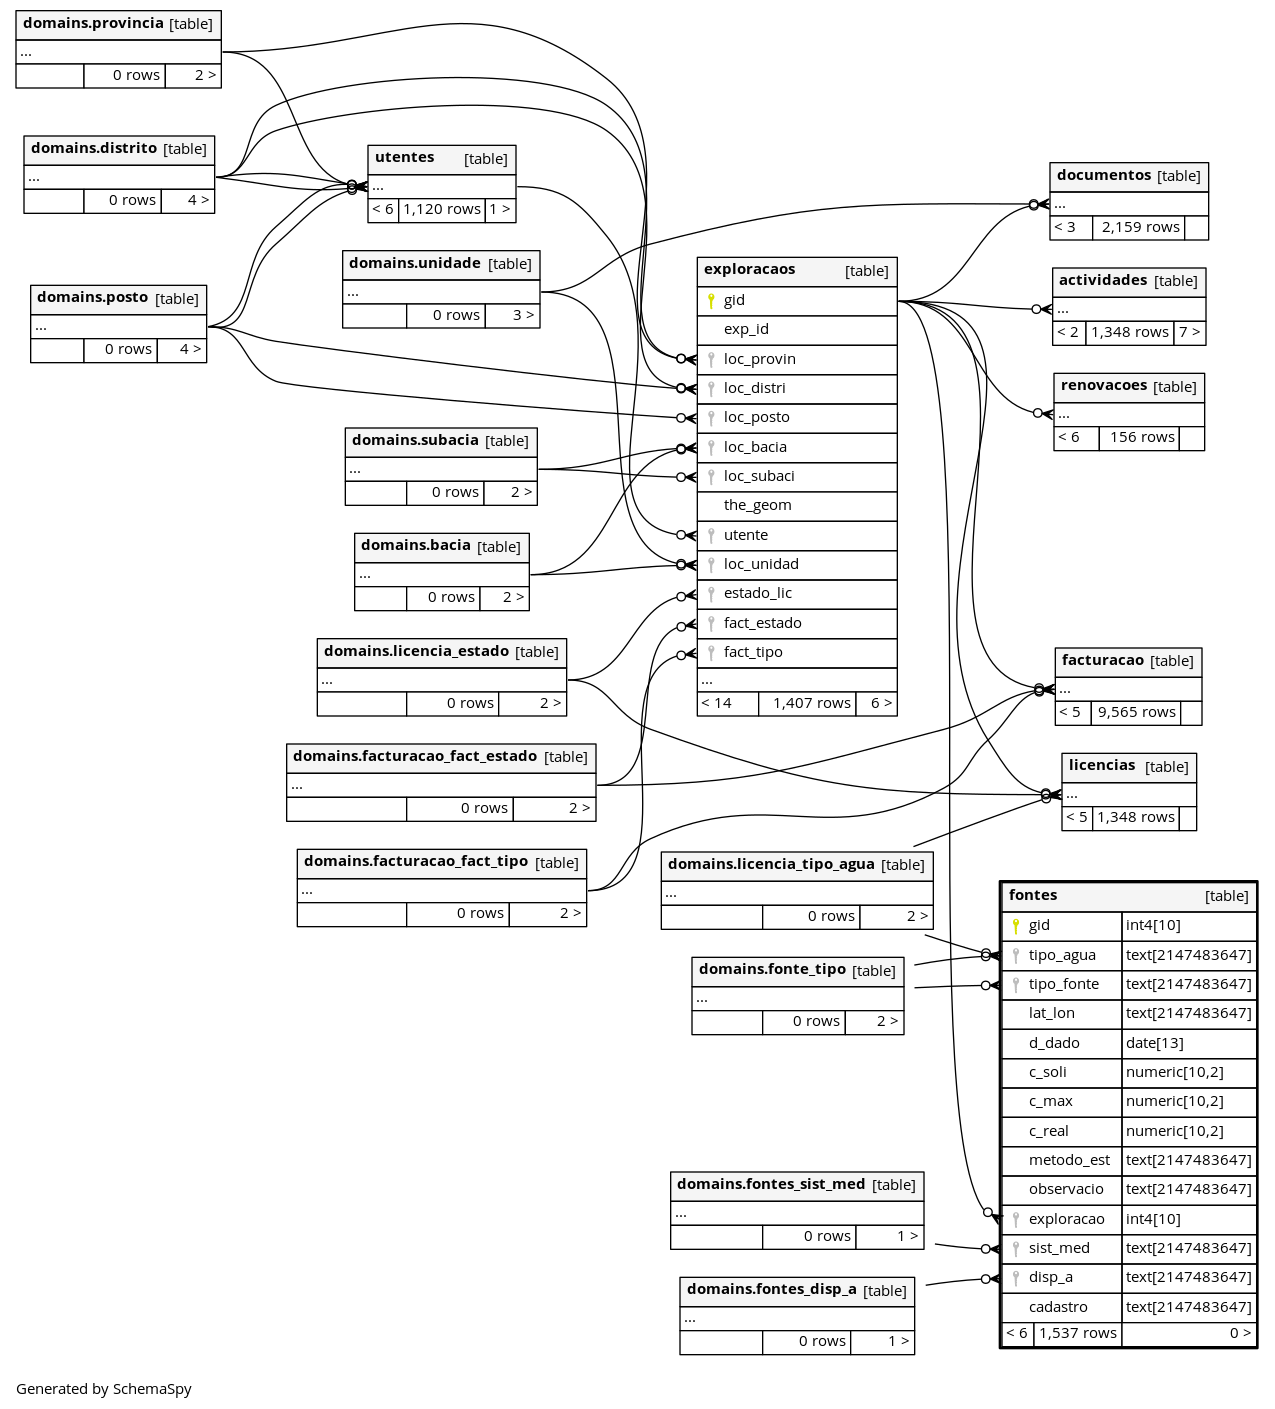 domains.provincia [table]
...
0 rows 2 >
domains.distrito [table]
...
0 rows 4 >
utentes [table]
...
< 6 1,120 rows 1 >
documentos [table]
...
< 3 2,159 rows
domains.unidade [table]
...
0 rows 3 >
domains.posto [table]
...
0 rows 4 >
exploracaos [table]
gid
exp_id
loc_provin
loc_distri
loc_posto
loc_bacia
loc_subaci
the_geom
utente
loc_unidad
estado_lic
fact_estado
fact_tipo
...
< 14 1,407 rows 6 >
actividades [table]
...
< 2 1,348 rows 7 >
renovacoes [table]
...
< 6 156 rows
domains.subacia [table]
...
0 rows 2 >
domains.bacia [table]
...
0 rows 2 >
domains.licencia_estado [table]
...
0 rows 2 >
facturacao [table]
...
< 5 9,565 rows
domains.facturacao_fact_estado [table]
...
0 rows 2 >
licencias [table]
...
< 5 1,348 rows
domains.facturacao_fact_tipo [table]
...
0 rows 2 >
domains.licencia_tipo_agua [table]
...
0 rows 2 >
domains.fonte_tipo [table]
...
0 rows 2 >
fontes [table]
gid int4[10]
tipo_agua text[2147483647]
tipo_fonte text[2147483647]
lat_lon text[2147483647]
d_dado date[13]
c_soli numeric[10,2]
c_max numeric[10,2]
c_real numeric[10,2]
metodo_est text[2147483647]
observacio text[2147483647]
exploracao int4[10]
sist_med text[2147483647]
disp_a text[2147483647]
cadastro text[2147483647]
< 6 1,537 rows 0 >
domains.fontes_sist_med [table]
...
0 rows 1 >
domains.fontes_disp_a [table]
...
0 rows 1 >
Generated by SchemaSpy